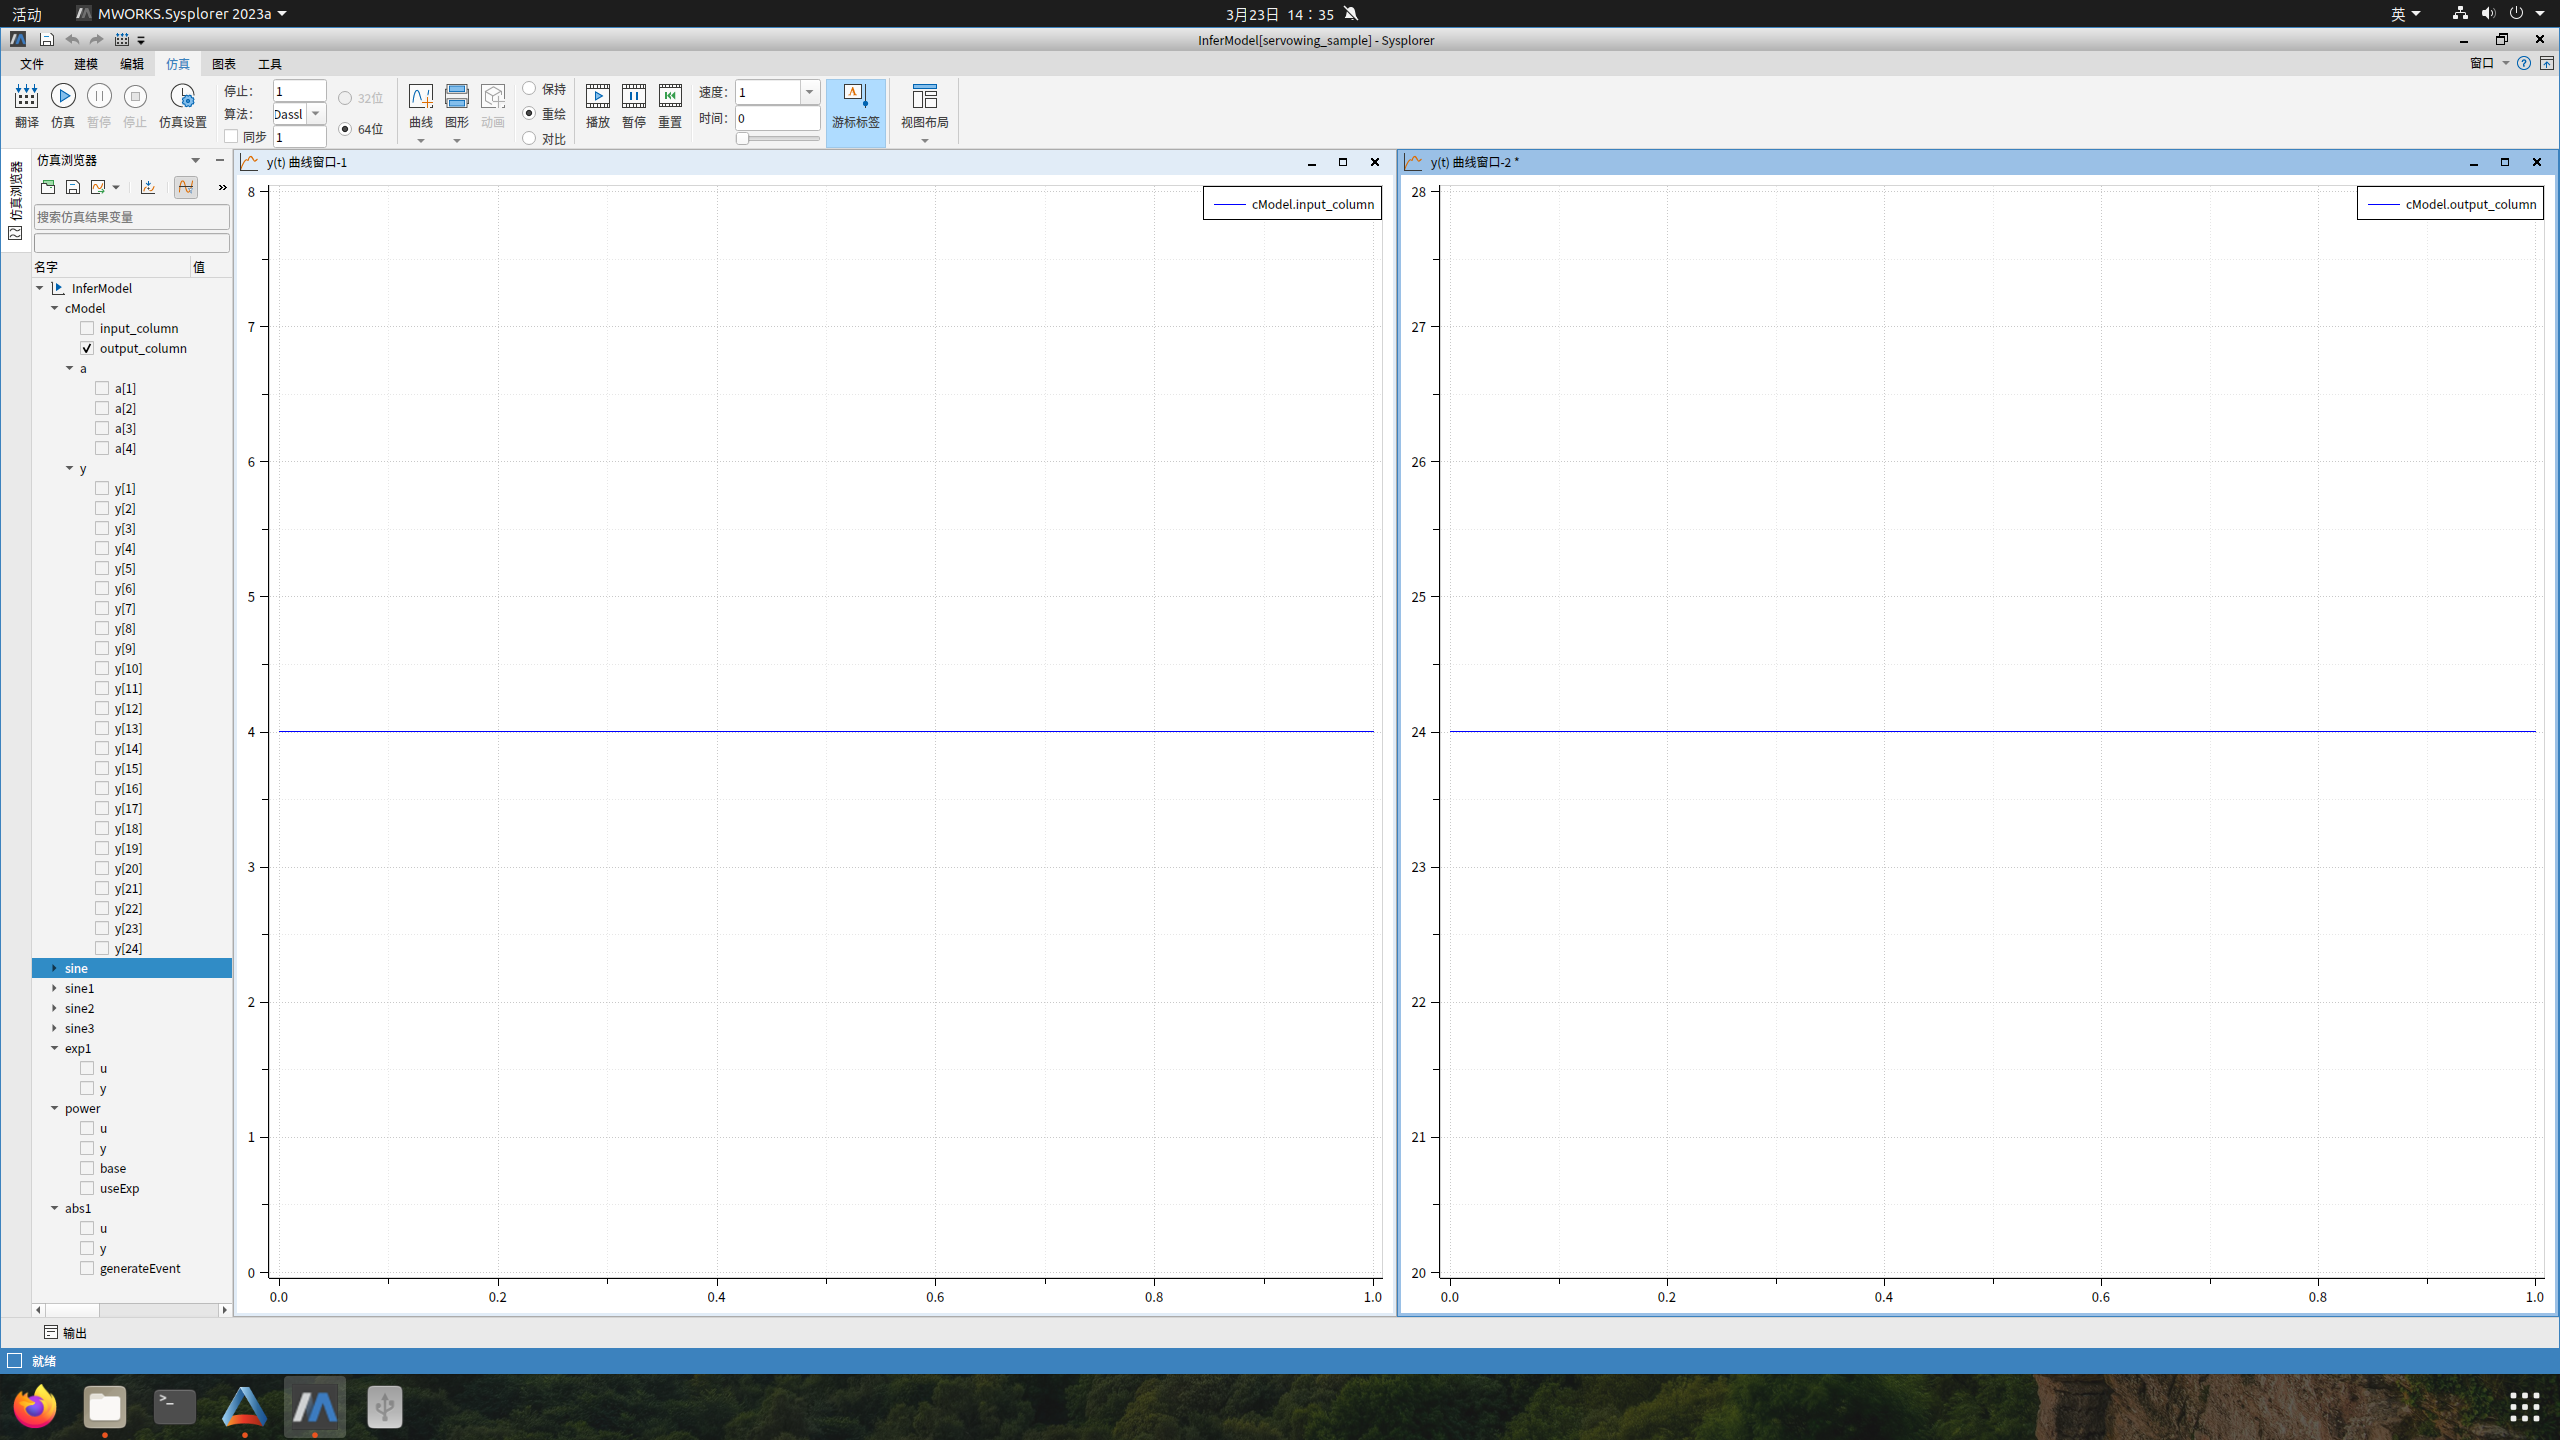 活动
MWORKS.Sysplorer 2023a
3月23日 14：35
英
InferModel[servowing_sample] - Sysplorer
文件 建模 编辑 仿真 图表 工具
窗口
翻译 仿真 暂停 停止 仿真设置
停止: 1
算法: Dassl
同步 1
32位
64位
曲线 图形 动画
保持
重绘
对比
播放 暂停 重置
速度: 1
时间: 0
游标标签
视图布局
仿真浏览器
仿真浏览器
»
搜索仿真结果变量
名字 值
InferModel
cModel
input_column
output_column
a
a[1]
a[2]
a[3]
a[4]
y
y[1]
y[2]
y[3]
y[4]
y[5]
y[6]
y[7]
y[8]
y[9]
y[10]
y[11]
y[12]
y[13]
y[14]
y[15]
y[16]
y[17]
y[18]
y[19]
y[20]
y[21]
y[22]
y[23]
y[24]
sine
sine1
sine2
sine3
exp1
u
y
power
u
y
base
useExp
abs1
u
y
generateEvent
y(t) 曲线窗口-1
cModel.input_column
8
7
6
5
4
3
2
1
0
0.0 0.2 0.4 0.6 0.8 1.0
y(t) 曲线窗口-2 *
cModel.output_column
28
27
26
25
24
23
22
21
20
0.0 0.2 0.4 0.6 0.8 1.0
输出
就绪